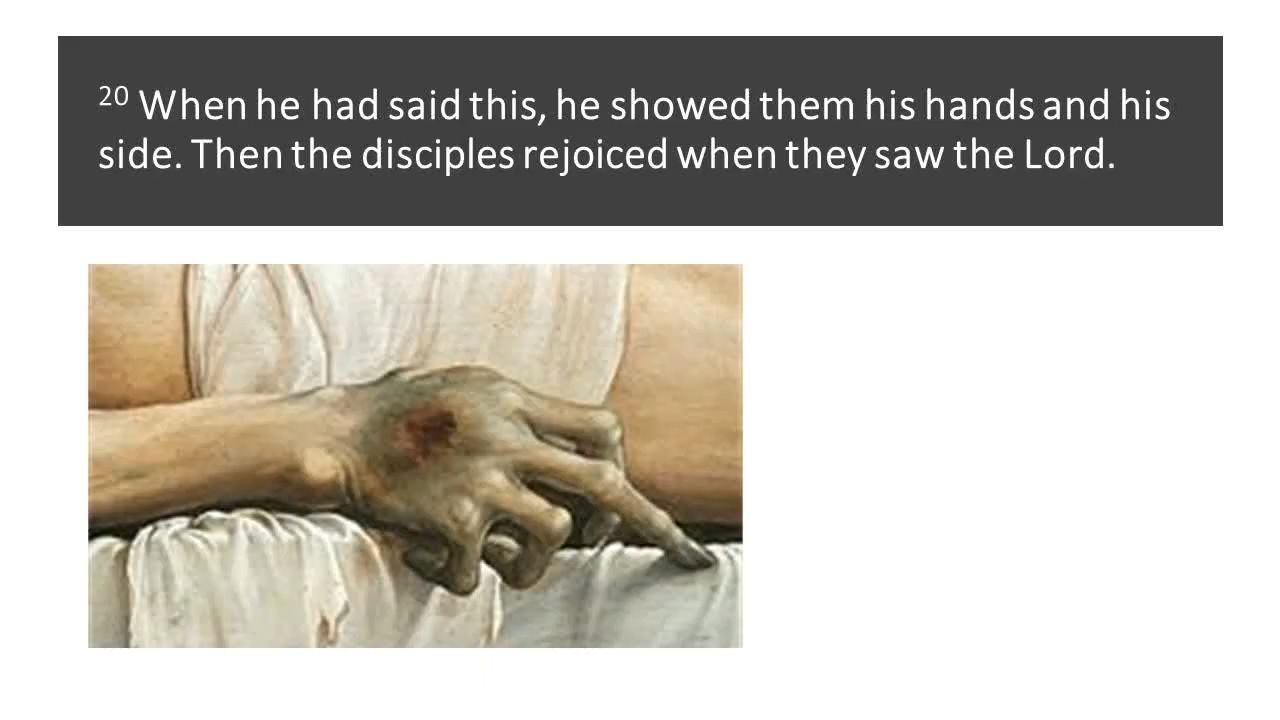 20 When he had said this, he showed them his hands and his
side. Then the disciples rejoiced when they saw the Lord.